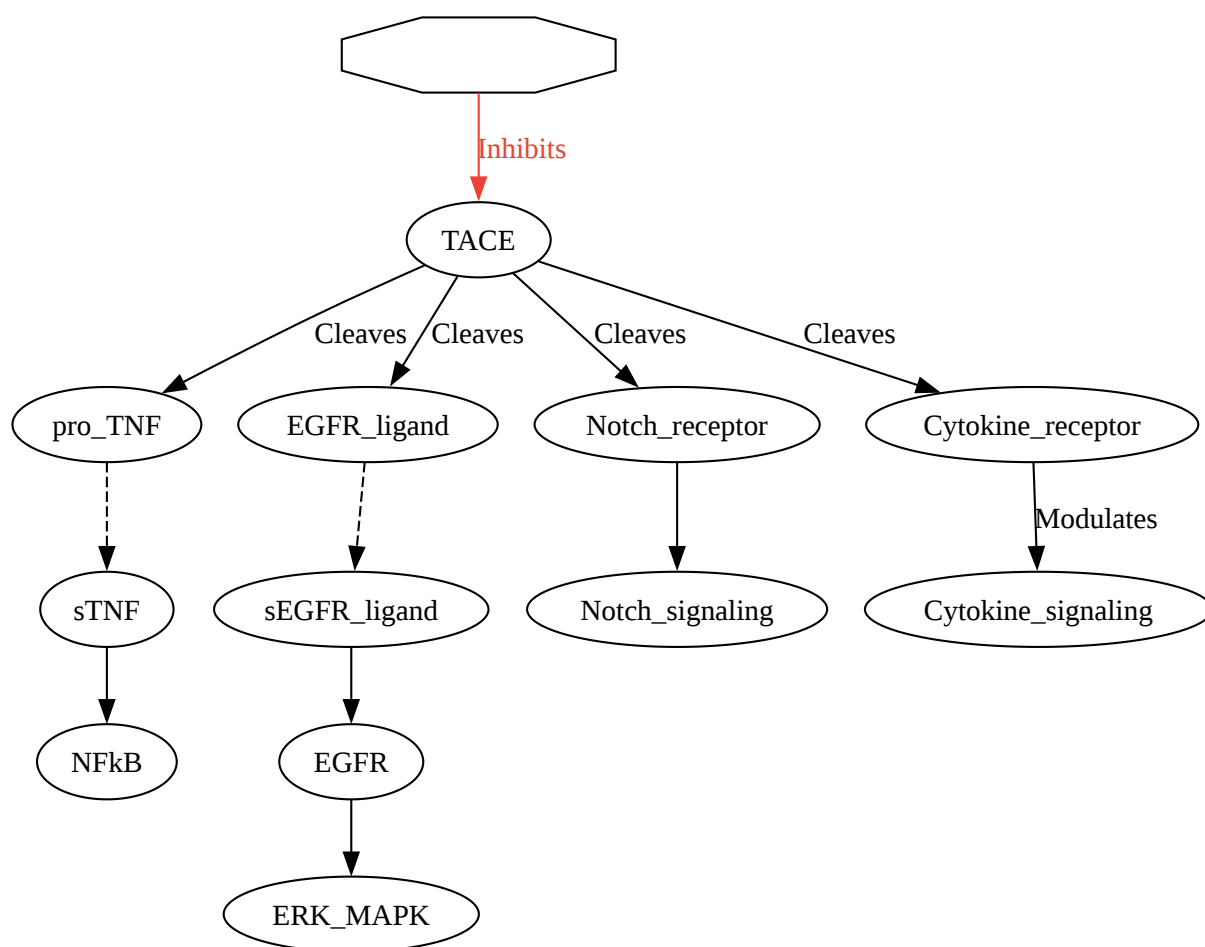 Inhibits
TACE
Cleaves
Cleaves
Cleaves
Cleaves
pro_TNF
EGFR_ligand
Notch_receptor
Cytokine_receptor
Modulates
sTNF
sEGFR_ligand
Notch_signaling
Cytokine_signaling
NFkB
EGFR
ERK_MAPK